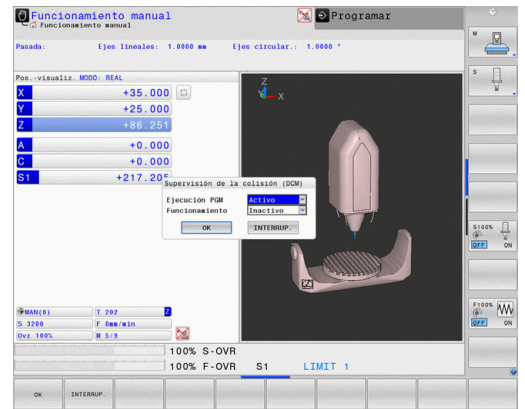 Funcionamiento manual
Funcionamiento manual
Programar
Pasada: Ejes lineales: 1.0000 mm Ejes circular.: 1.0000 °
Pos.-visualiz. MODO: REAL
X +35.000
Y +25.000
Z +86.251
A +0.000
C +0.000
S1 +217.205
Z
Y
X
Supervisión de la colisión (DCM)
Ejecución PGM Activo
Funcionamiento Inactivo
OK INTERRUP.
MAN(0) T 202 Z
S 3200 F 0mm/min
Ovr 100% M 5/9
100% S-OVR
100% F-OVR S1 LIMIT 1
OK INTERRUP.
M
S
S100%
OFF ON
F100%
OFF ON